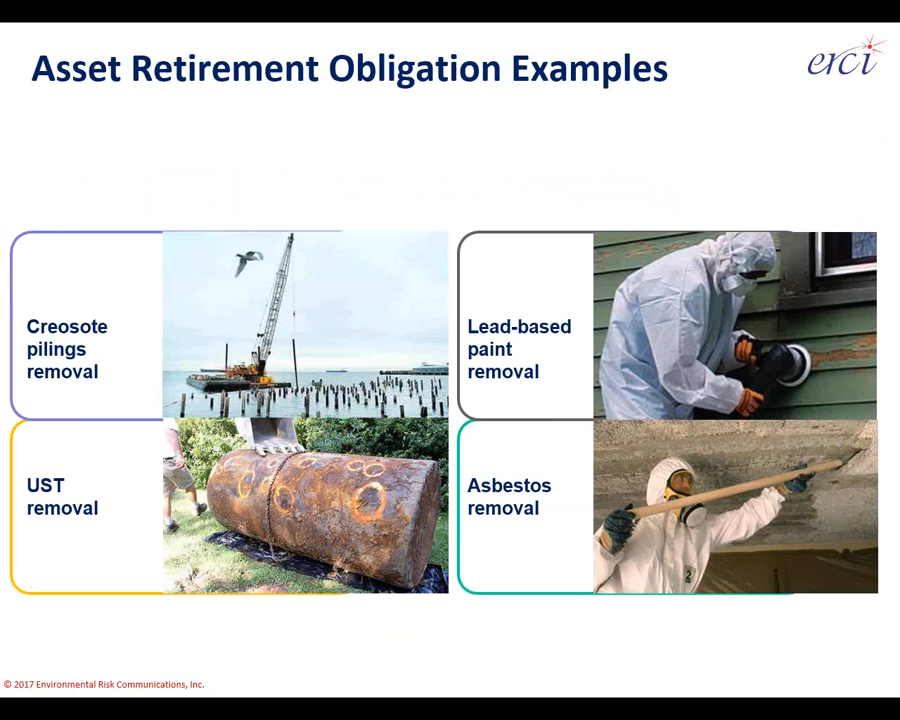 Asset Retirement Obligation Examples
erci
Creosote
pilings
removal
Lead-based
paint
removal
UST
removal
Asbestos
removal
© 2017 Environmental Risk Communications, Inc.